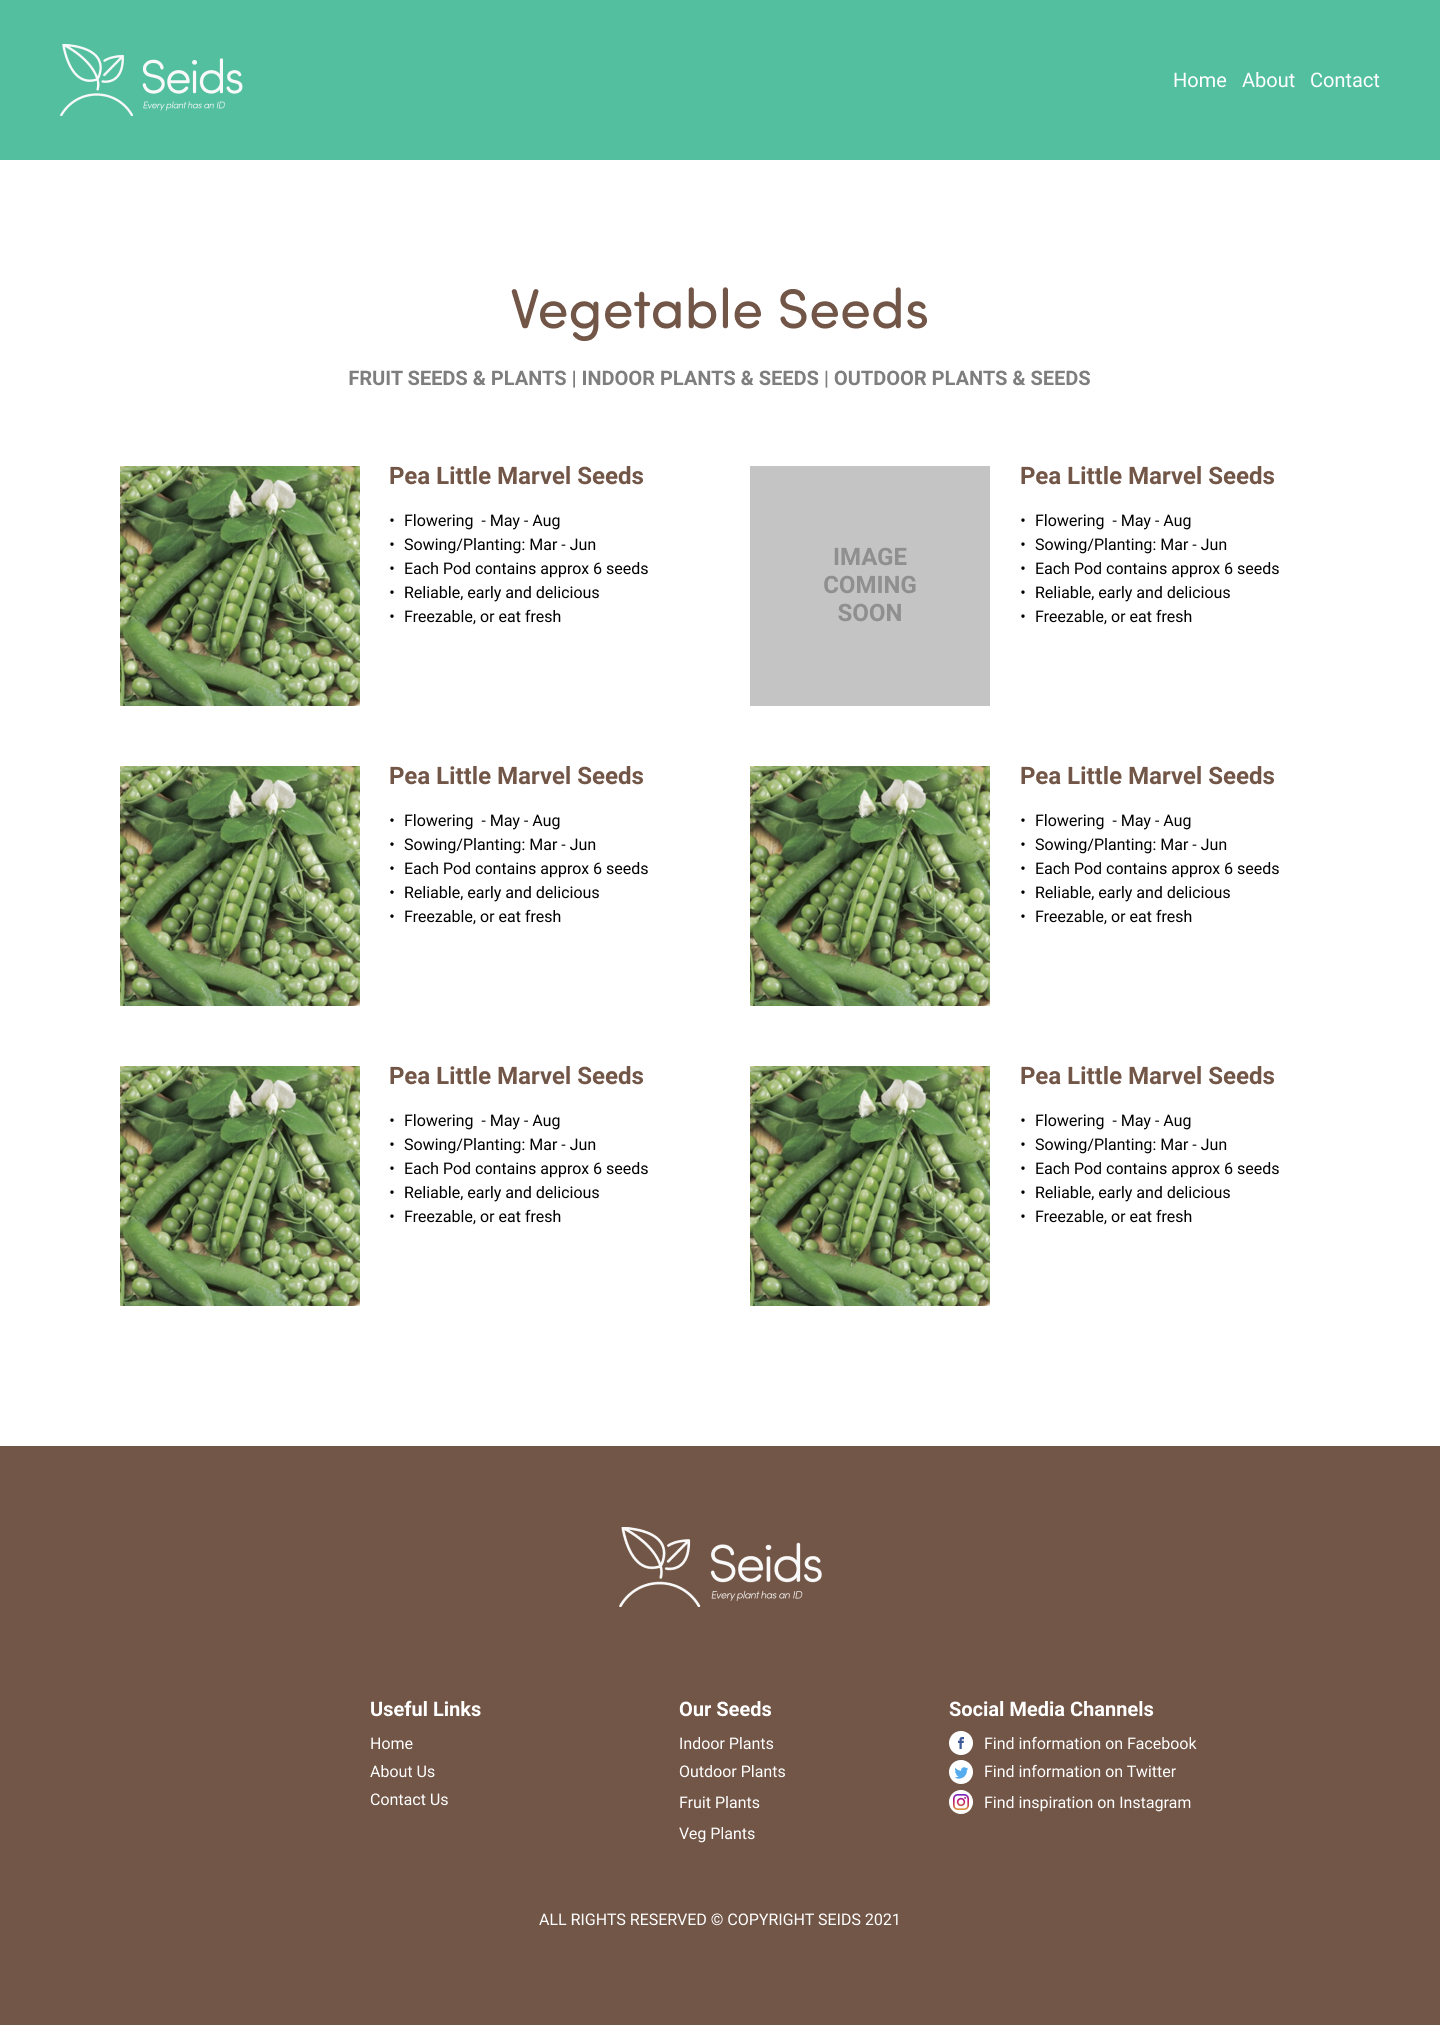 Seids
Every plant has an ID
Home About Contact
Vegetable Seeds
FRUIT SEEDS & PLANTS | INDOOR PLANTS & SEEDS | OUTDOOR PLANTS & SEEDS
Pea Little Marvel Seeds
• Flowering - May - Aug
• Sowing/Planting: Mar - Jun
• Each Pod contains approx 6 seeds
• Reliable, early and delicious
• Freezable, or eat fresh
IMAGE
COMING
SOON
Pea Little Marvel Seeds
• Flowering - May - Aug
• Sowing/Planting: Mar - Jun
• Each Pod contains approx 6 seeds
• Reliable, early and delicious
• Freezable, or eat fresh
Pea Little Marvel Seeds
• Flowering - May - Aug
• Sowing/Planting: Mar - Jun
• Each Pod contains approx 6 seeds
• Reliable, early and delicious
• Freezable, or eat fresh
Pea Little Marvel Seeds
• Flowering - May - Aug
• Sowing/Planting: Mar - Jun
• Each Pod contains approx 6 seeds
• Reliable, early and delicious
• Freezable, or eat fresh
Pea Little Marvel Seeds
• Flowering - May - Aug
• Sowing/Planting: Mar - Jun
• Each Pod contains approx 6 seeds
• Reliable, early and delicious
• Freezable, or eat fresh
Pea Little Marvel Seeds
• Flowering - May - Aug
• Sowing/Planting: Mar - Jun
• Each Pod contains approx 6 seeds
• Reliable, early and delicious
• Freezable, or eat fresh
Seids
Every plant has an ID
Useful Links
Home
About Us
Contact Us
Our Seeds
Indoor Plants
Outdoor Plants
Fruit Plants
Veg Plants
Social Media Channels
Find information on Facebook
Find information on Twitter
Find inspiration on Instagram
ALL RIGHTS RESERVED © COPYRIGHT SEIDS 2021